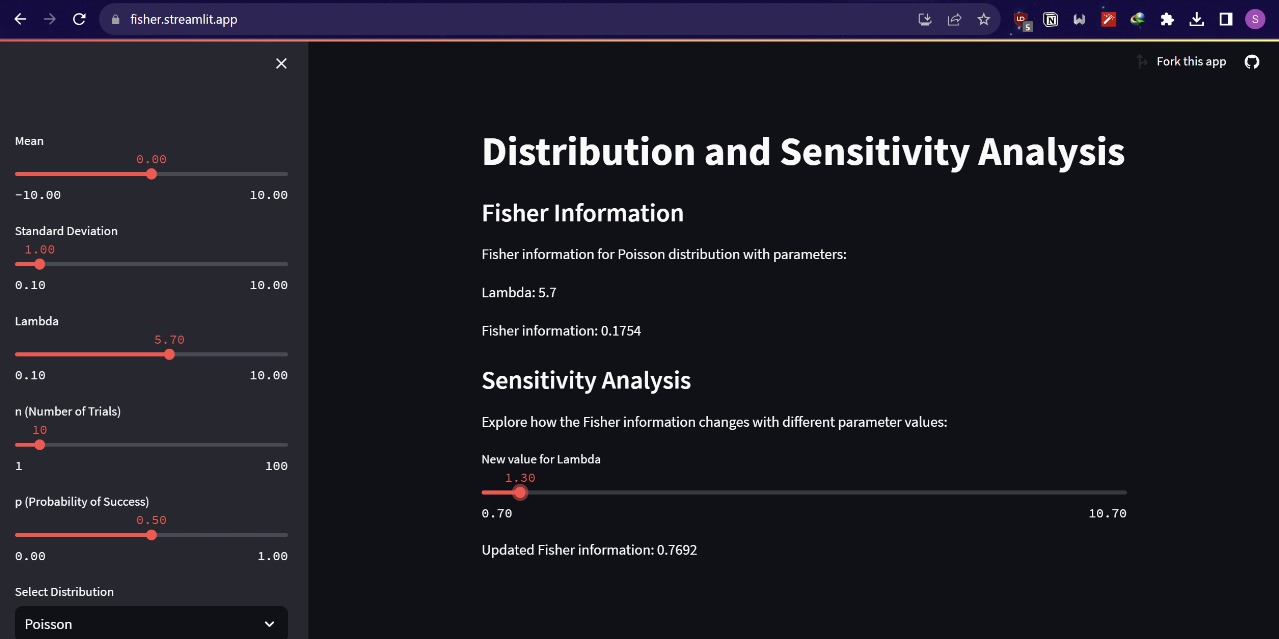 fisher.streamlit.app
5
S
Fork this app
Mean
0.00
-10.00 10.00
Standard Deviation
1.00
0.10 10.00
Lambda
5.70
0.10 10.00
n (Number of Trials)
10
1 100
p (Probability of Success)
0.50
0.00 1.00
Select Distribution
Poisson
Distribution and Sensitivity Analysis
Fisher Information
Fisher information for Poisson distribution with parameters:
Lambda: 5.7
Fisher information: 0.1754
Sensitivity Analysis
Explore how the Fisher information changes with different parameter values:
New value for Lambda
1.30
0.70 10.70
Updated Fisher information: 0.7692